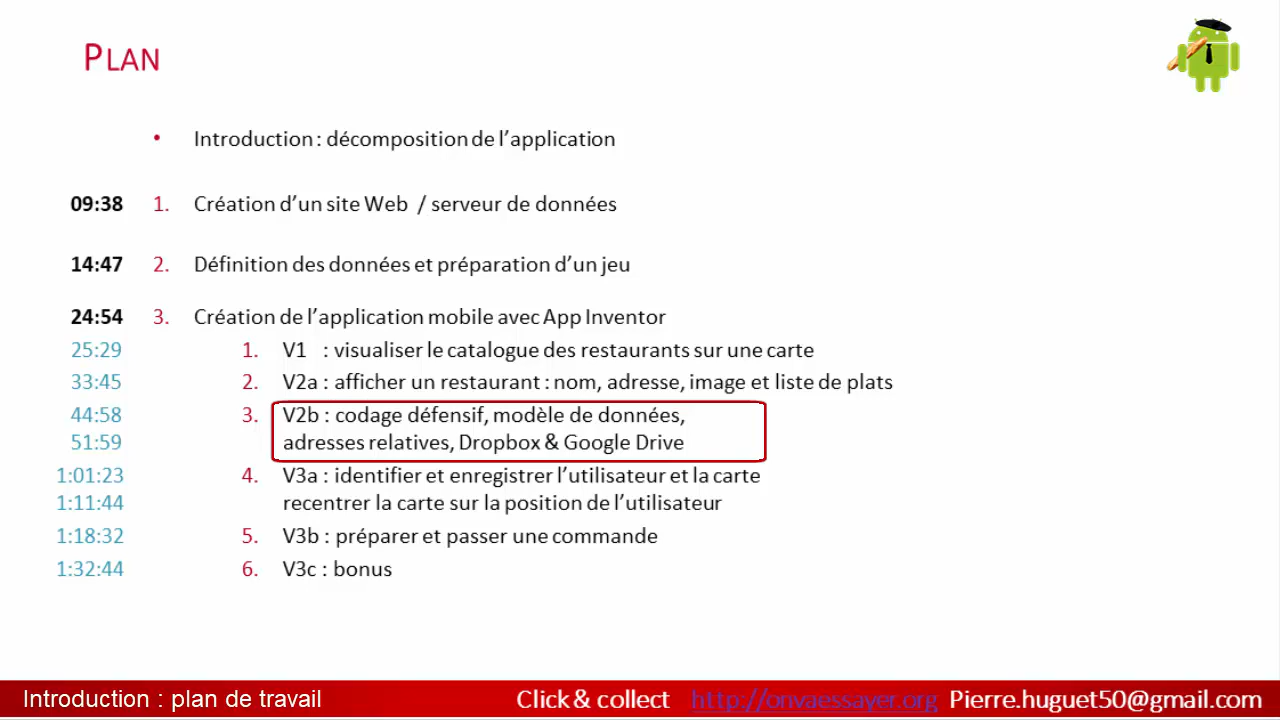 PLAN
• Introduction : décomposition de l’application
09:38 1. Création d’un site Web / serveur de données
14:47 2. Définition des données et préparation d’un jeu
24:54 3. Création de l’application mobile avec App Inventor
25:29 1. V1 : visualiser le catalogue des restaurants sur une carte
33:45 2. V2a : afficher un restaurant : nom, adresse, image et liste de plats
44:58 3. V2b : codage défensif, modèle de données,
51:59 adresses relatives, Dropbox & Google Drive
1:01:23 4. V3a : identifier et enregistrer l’utilisateur et la carte
1:11:44 recentrer la carte sur la position de l’utilisateur
1:18:32 5. V3b : préparer et passer une commande
1:32:44 6. V3c : bonus
Introduction : plan de travail Click & collect http://onvaessayer.org Pierre.huguet50@gmail.com